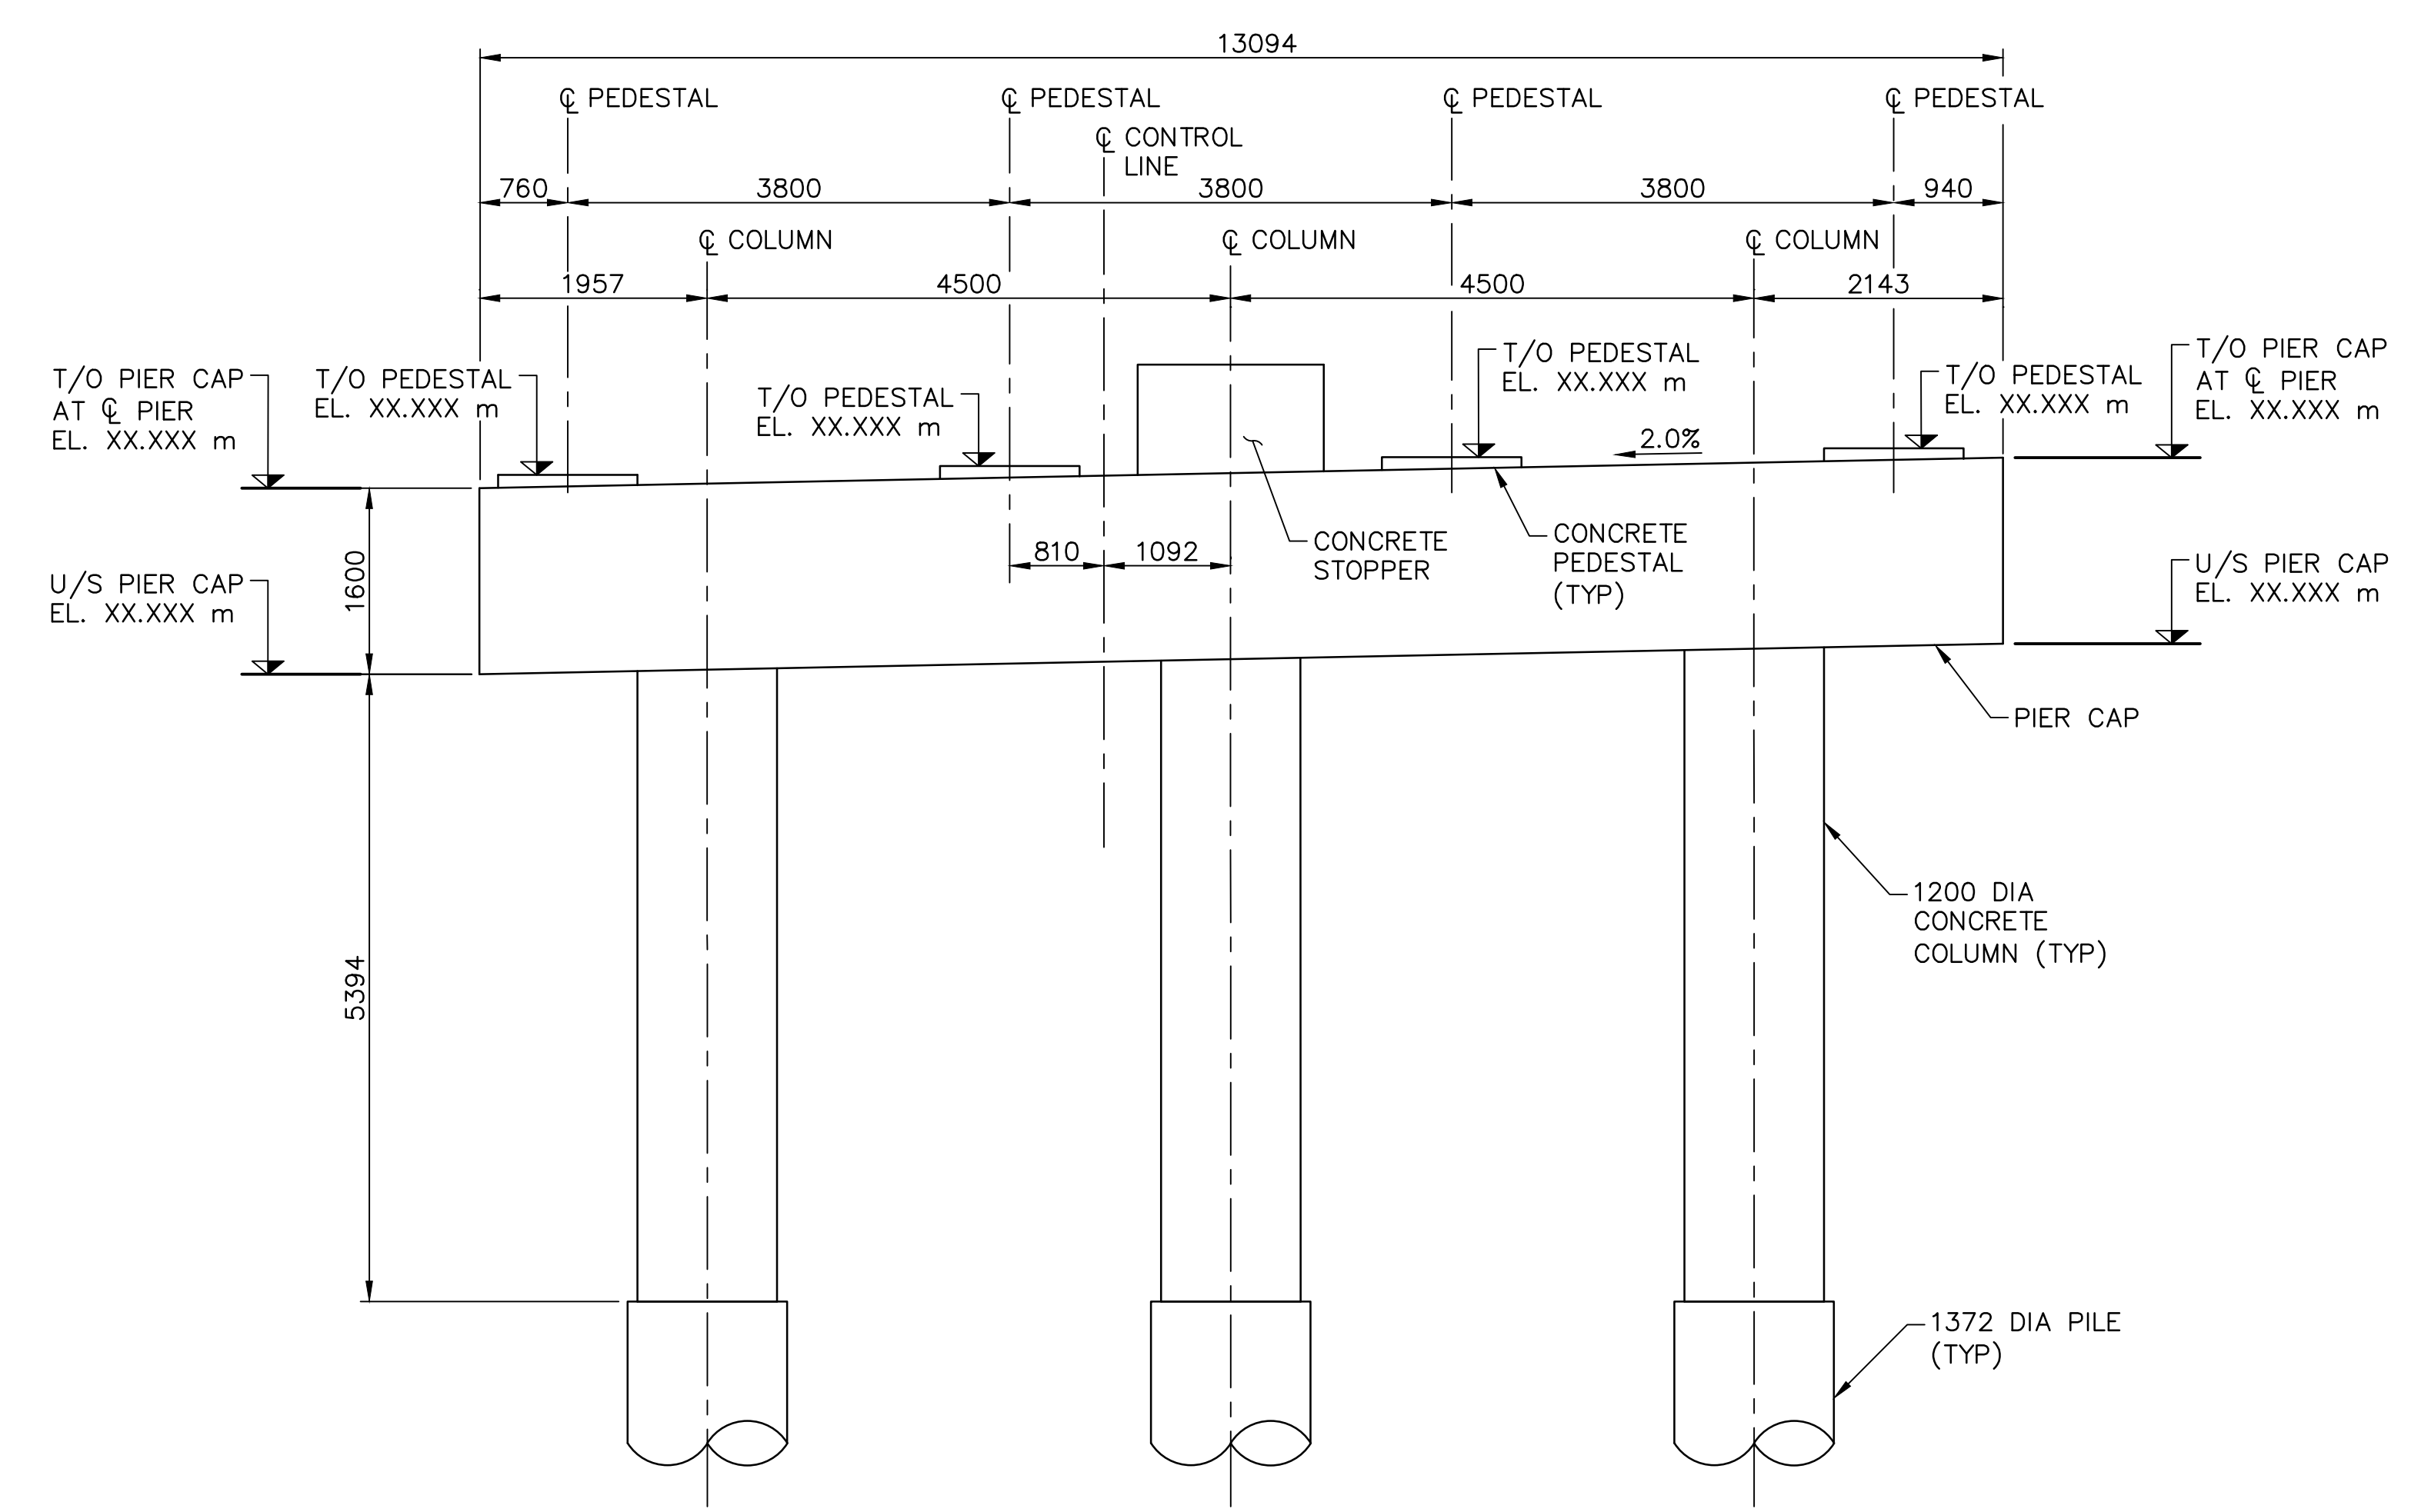 13094
℄ PEDESTAL
℄ PEDESTAL
℄ PEDESTAL
℄ PEDESTAL
℄ CONTROL
LINE
760
3800
3800
3800
940
℄ COLUMN
℄ COLUMN
℄ COLUMN
1957
4500
4500
2143
T/O PIER CAP
AT ℄ PIER
EL. XX.XXX m
T/O PEDESTAL
EL. XX.XXX m
T/O PEDESTAL
EL. XX.XXX m
T/O PEDESTAL
EL. XX.XXX m
2.0%
T/O PEDESTAL
EL. XX.XXX m
T/O PIER CAP
AT ℄ PIER
EL. XX.XXX m
U/S PIER CAP
EL. XX.XXX m
1600
810
1092
CONCRETE
STOPPER
CONCRETE
PEDESTAL
(TYP)
U/S PIER CAP
EL. XX.XXX m
PIER CAP
5394
1200 DIA
CONCRETE
COLUMN (TYP)
1372 DIA PILE
(TYP)